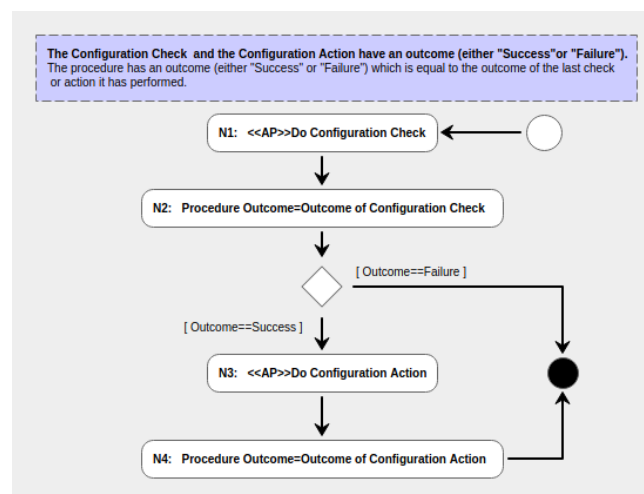 The Configuration Check  and the Configuration Action have an outcome (either "Success"or "Failure").
The procedure has an outcome (either "Success" or "Failure") which is equal to the outcome of the last check
or action it has performed.
N1:   <<AP>>Do Configuration Check
N2:   Procedure Outcome=Outcome of Configuration Check
[ Outcome==Failure ]
[ Outcome==Success ]
N3:   <<AP>>Do Configuration Action
N4:   Procedure Outcome=Outcome of Configuration Action